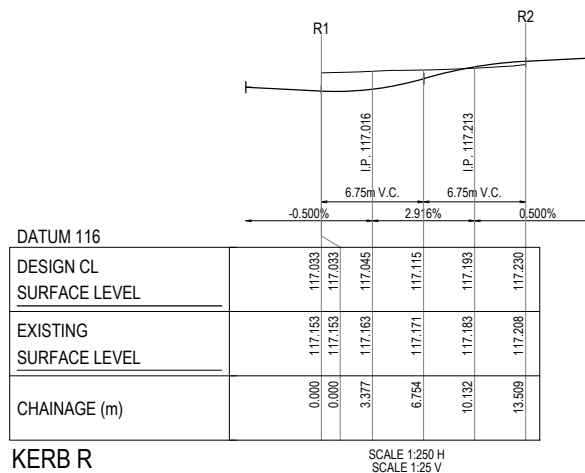 R1
R2
I.P. 117.016
I.P. 117.213
6.75m V.C.
6.75m V.C.
-0.500%
2.916%
0.500%
DATUM 116
DESIGN CL
SURFACE LEVEL
117.033
117.033
117.045
117.115
117.193
117.230
EXISTING
SURFACE LEVEL
117.153
117.153
117.163
117.171
117.183
117.208
CHAINAGE (m)
0.000
0.000
3.377
6.754
10.132
13.509
KERB R
SCALE 1:250 H
SCALE 1:25 V